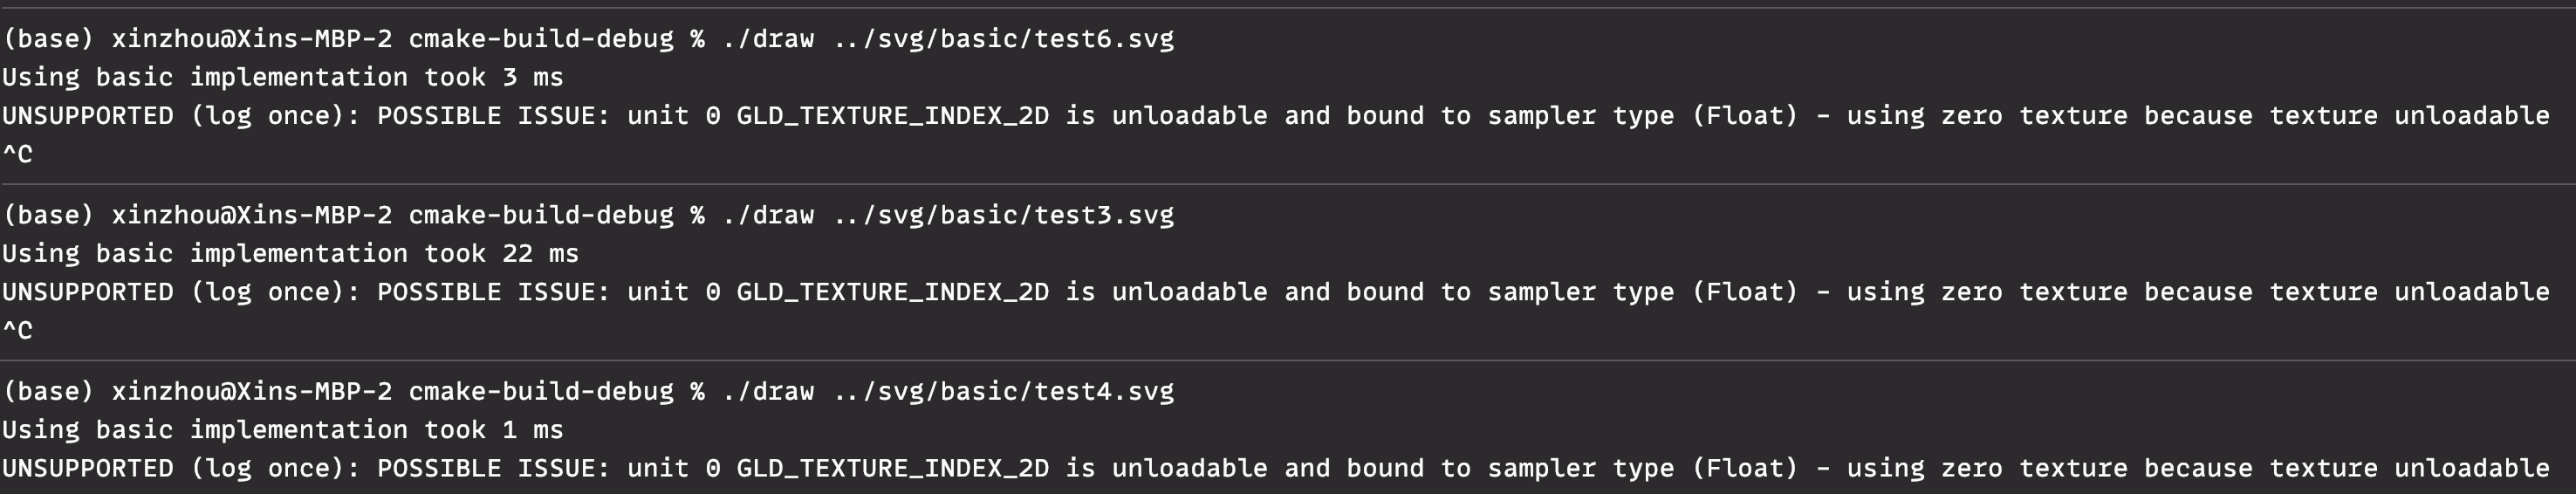 (base) xinzhou@Xins-MBP-2 cmake-build-debug % ./draw ../svg/basic/test6.svg
Using basic implementation took 3 ms
UNSUPPORTED (log once): POSSIBLE ISSUE: unit 0 GLD_TEXTURE_INDEX_2D is unloadable and bound to sampler type (Float) - using zero texture because texture unloadable
^C
(base) xinzhou@Xins-MBP-2 cmake-build-debug % ./draw ../svg/basic/test3.svg
Using basic implementation took 22 ms
UNSUPPORTED (log once): POSSIBLE ISSUE: unit 0 GLD_TEXTURE_INDEX_2D is unloadable and bound to sampler type (Float) - using zero texture because texture unloadable
^C
(base) xinzhou@Xins-MBP-2 cmake-build-debug % ./draw ../svg/basic/test4.svg
Using basic implementation took 1 ms
UNSUPPORTED (log once): POSSIBLE ISSUE: unit 0 GLD_TEXTURE_INDEX_2D is unloadable and bound to sampler type (Float) - using zero texture because texture unloadable